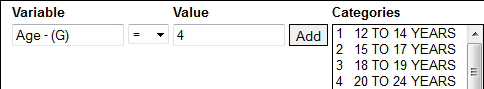 Variable Value Categories
Age - (G) = 4 Add
1 12 TO 14 YEARS
2 15 TO 17 YEARS
3 18 TO 19 YEARS
4 20 TO 24 YEARS